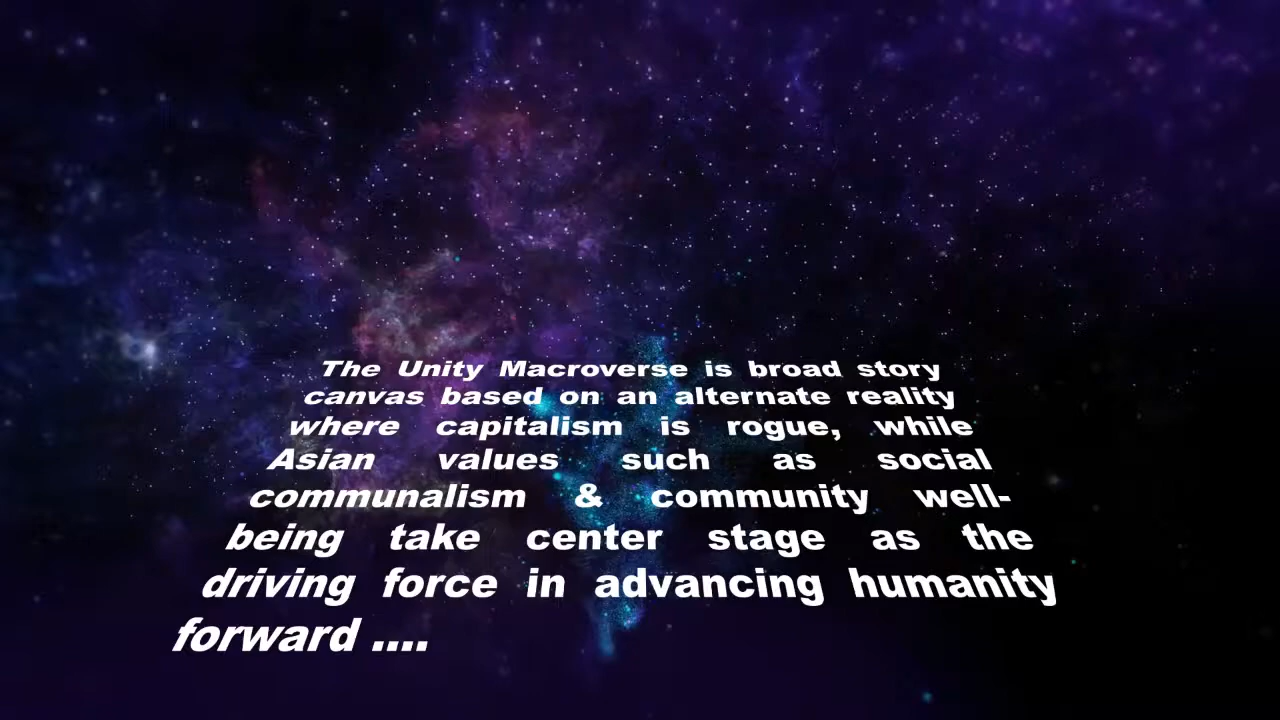 The Unity Macroverse is broad story
canvas based on an alternate reality
where capitalism is rogue, while
Asian values such as social
communalism & community well-
being take center stage as the
driving force in advancing humanity
forward ....